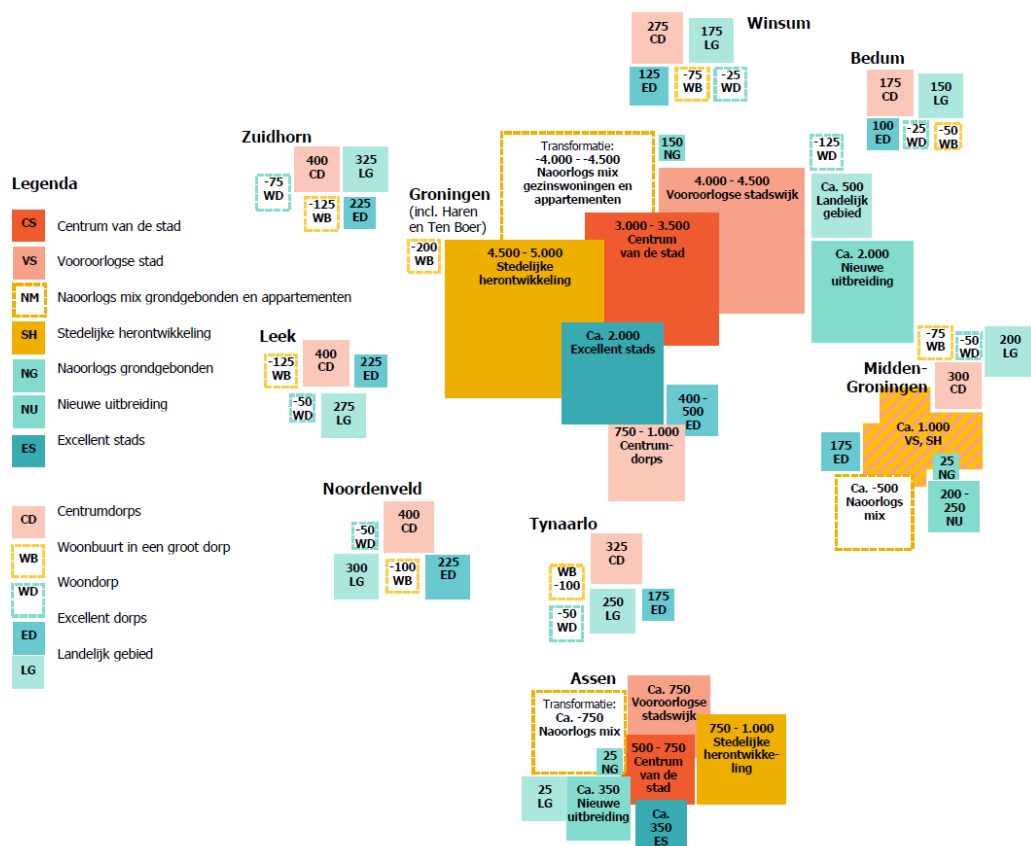 Winsum
275
CD
175
LG
125
ED
-75
WB
-25
WD
Bedum
175
CD
150
LG
100
ED
-25
WD
-50
WB
Zuidhorn
400
CD
325
LG
-75
WD
-125
WB
225
ED
Legenda
CS
Centrum van de stad
VS
Vooroorlogse stad
NM
Naoorlogs mix grondgebonden en appartementen
SH
Stedelijke herontwikkeling
NG
Naoorlogs grondgebonden
NU
Nieuwe uitbreiding
ES
Excellent stads
CD
Centrumdorps
WB
Woonbuurt in een groot dorp
WD
Woondorp
ED
Excellent dorps
LG
Landelijk gebied
Groningen
(incl. Haren
en Ten Boer)
-200
WB
Transformatie:
-4.000 - -4.500
Naoorlogs mix
gezinswoningen en
appartementen
150
NG
4.000 - 4.500
Vooroorlogse stadswijk
-125
WD
Ca. 500
Landelijk
gebied
3.000 - 3.500
Centrum
van de stad
4.500 - 5.000
Stedelijke
herontwikkeling
Ca. 2.000
Nieuwe
uitbreiding
Ca. 2.000
Excellent stads
400 -
500
ED
750 - 1.000
Centrum-
dorps
Leek
-125
WB
400
CD
225
ED
-50
WD
275
LG
Midden-
Groningen
-75
WB
-50
WD
200
LG
300
CD
Ca. 1.000
VS, SH
175
ED
25
NG
Ca. -500
Naoorlogs
mix
200 -
250
NU
Noordenveld
-50
WD
400
CD
300
LG
-100
WB
225
ED
Tynaarlo
325
CD
WB
-100
-50
WD
250
LG
175
ED
Assen
Transformatie:
Ca. -750
Naoorlogs mix
Ca. 750
Vooroorlogse
stadswijk
750 - 1.000
Stedelijke
herontwikke-
ling
25
NG
500 - 750
Centrum
van de
stad
25
LG
Ca. 350
Nieuwe
uitbreiding
Ca.
350
ES